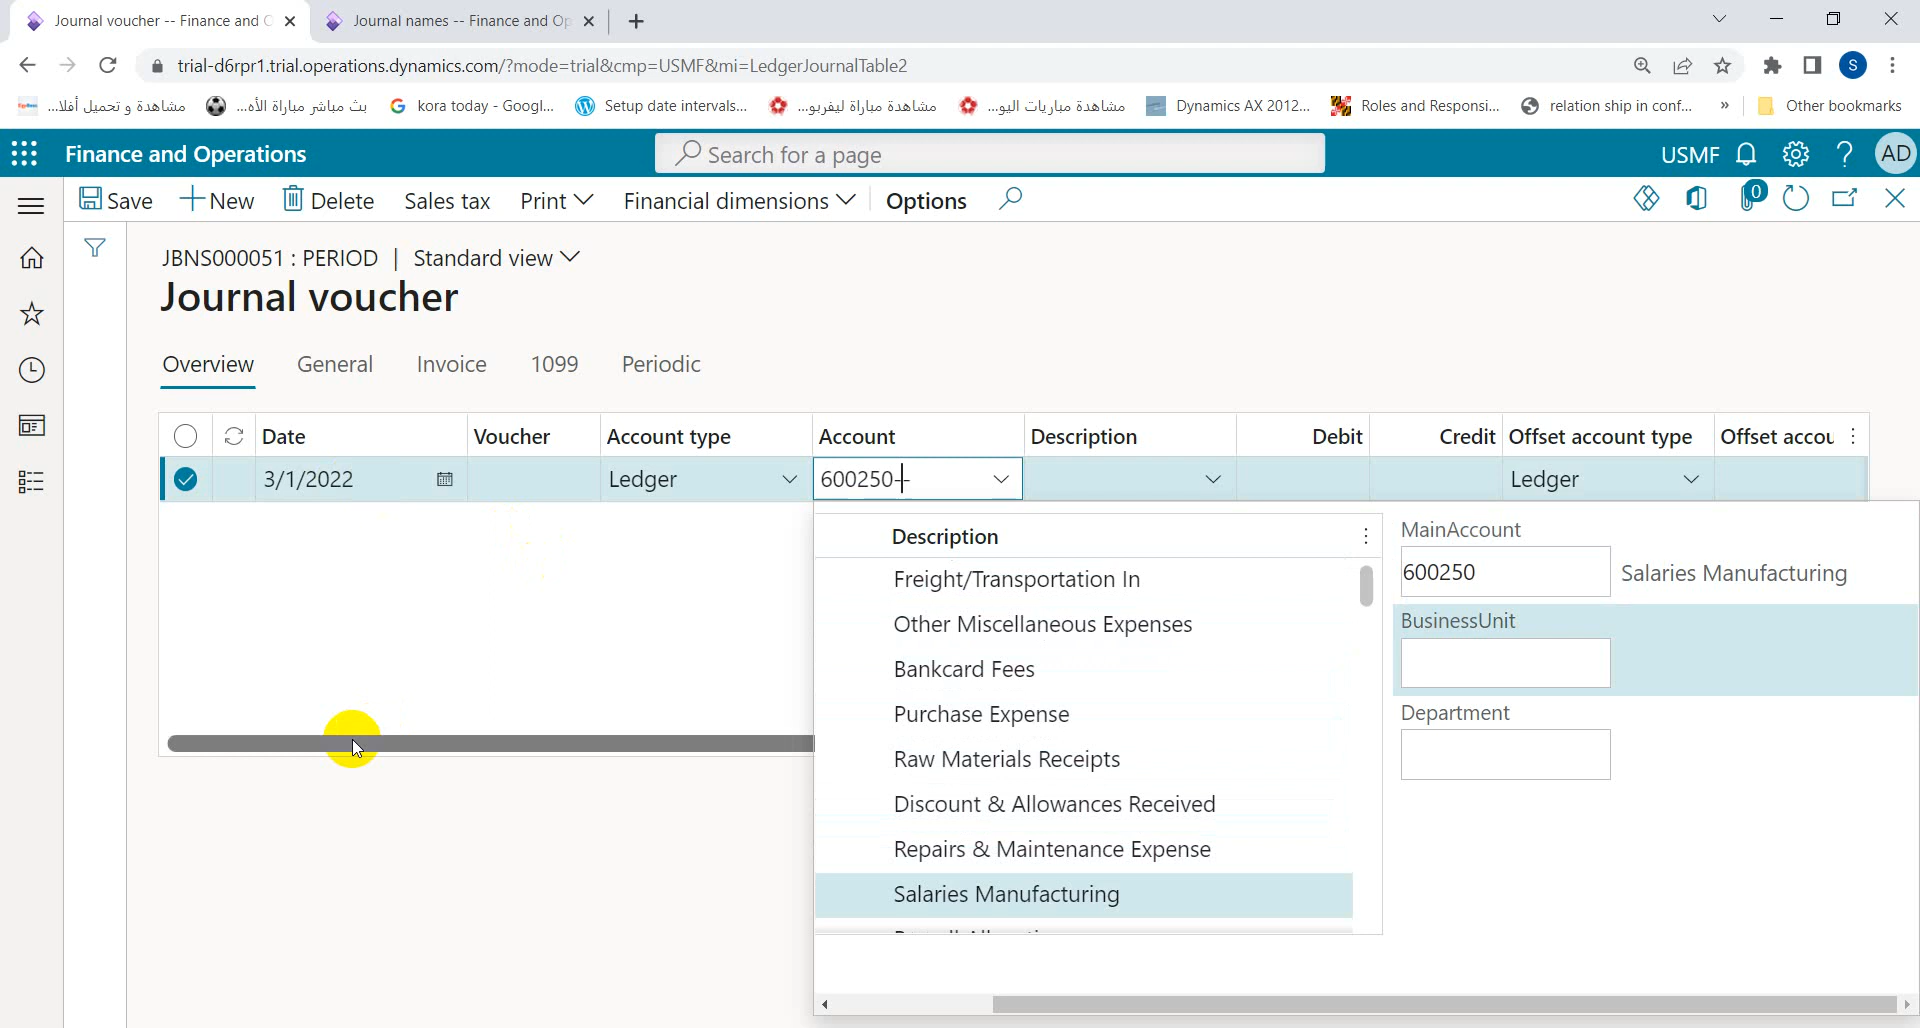 Journal voucher -- Finance and O
Journal names -- Finance and Op
trial-d6rpr1.trial.operations.dynamics.com/?mode=trial&cmp=USMF&mi=LedgerJournalTable2
S
مشاهدة و تحميل أفلا...
بث مباشر مباراة الأه...
kora today - Googl...
Setup date intervals...
مشاهدة مباراة ليفربو...
مشاهدة مباريات اليو...
Dynamics AX 2012...
Roles and Responsi...
relation ship in conf...
»
Other bookmarks
Finance and Operations
Search for a page
USMF
AD
Save
New
Delete
Sales tax
Print
Financial dimensions
Options
0
JBNS000051 : PERIOD | Standard view
Journal voucher
Overview General Invoice 1099 Periodic
Date Voucher Account type Account Description Debit Credit Offset account type Offset accou
3/1/2022 Ledger 600250-- Ledger
Description
Freight/Transportation In
Other Miscellaneous Expenses
Bankcard Fees
Purchase Expense
Raw Materials Receipts
Discount & Allowances Received
Repairs & Maintenance Expense
Salaries Manufacturing
MainAccount
600250 Salaries Manufacturing
BusinessUnit
Department